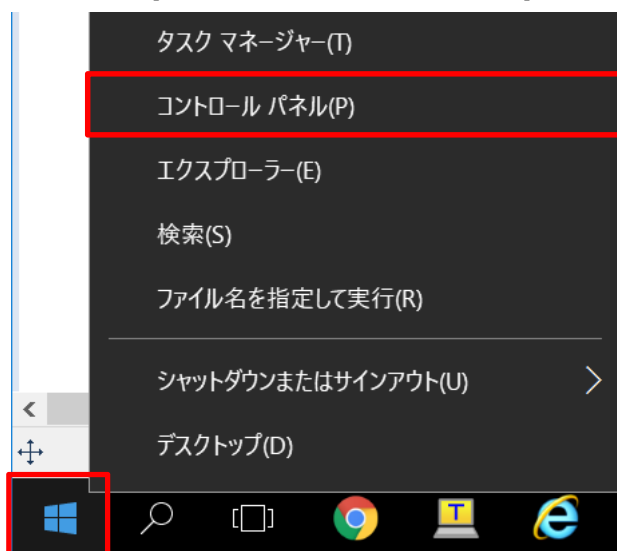 タスク マネージャー(T)
コントロール パネル(P)
エクスプローラー(E)
検索(S)
ファイル名を指定して実行(R)
シャットダウンまたはサインアウト(U)
デスクトップ(D)
T